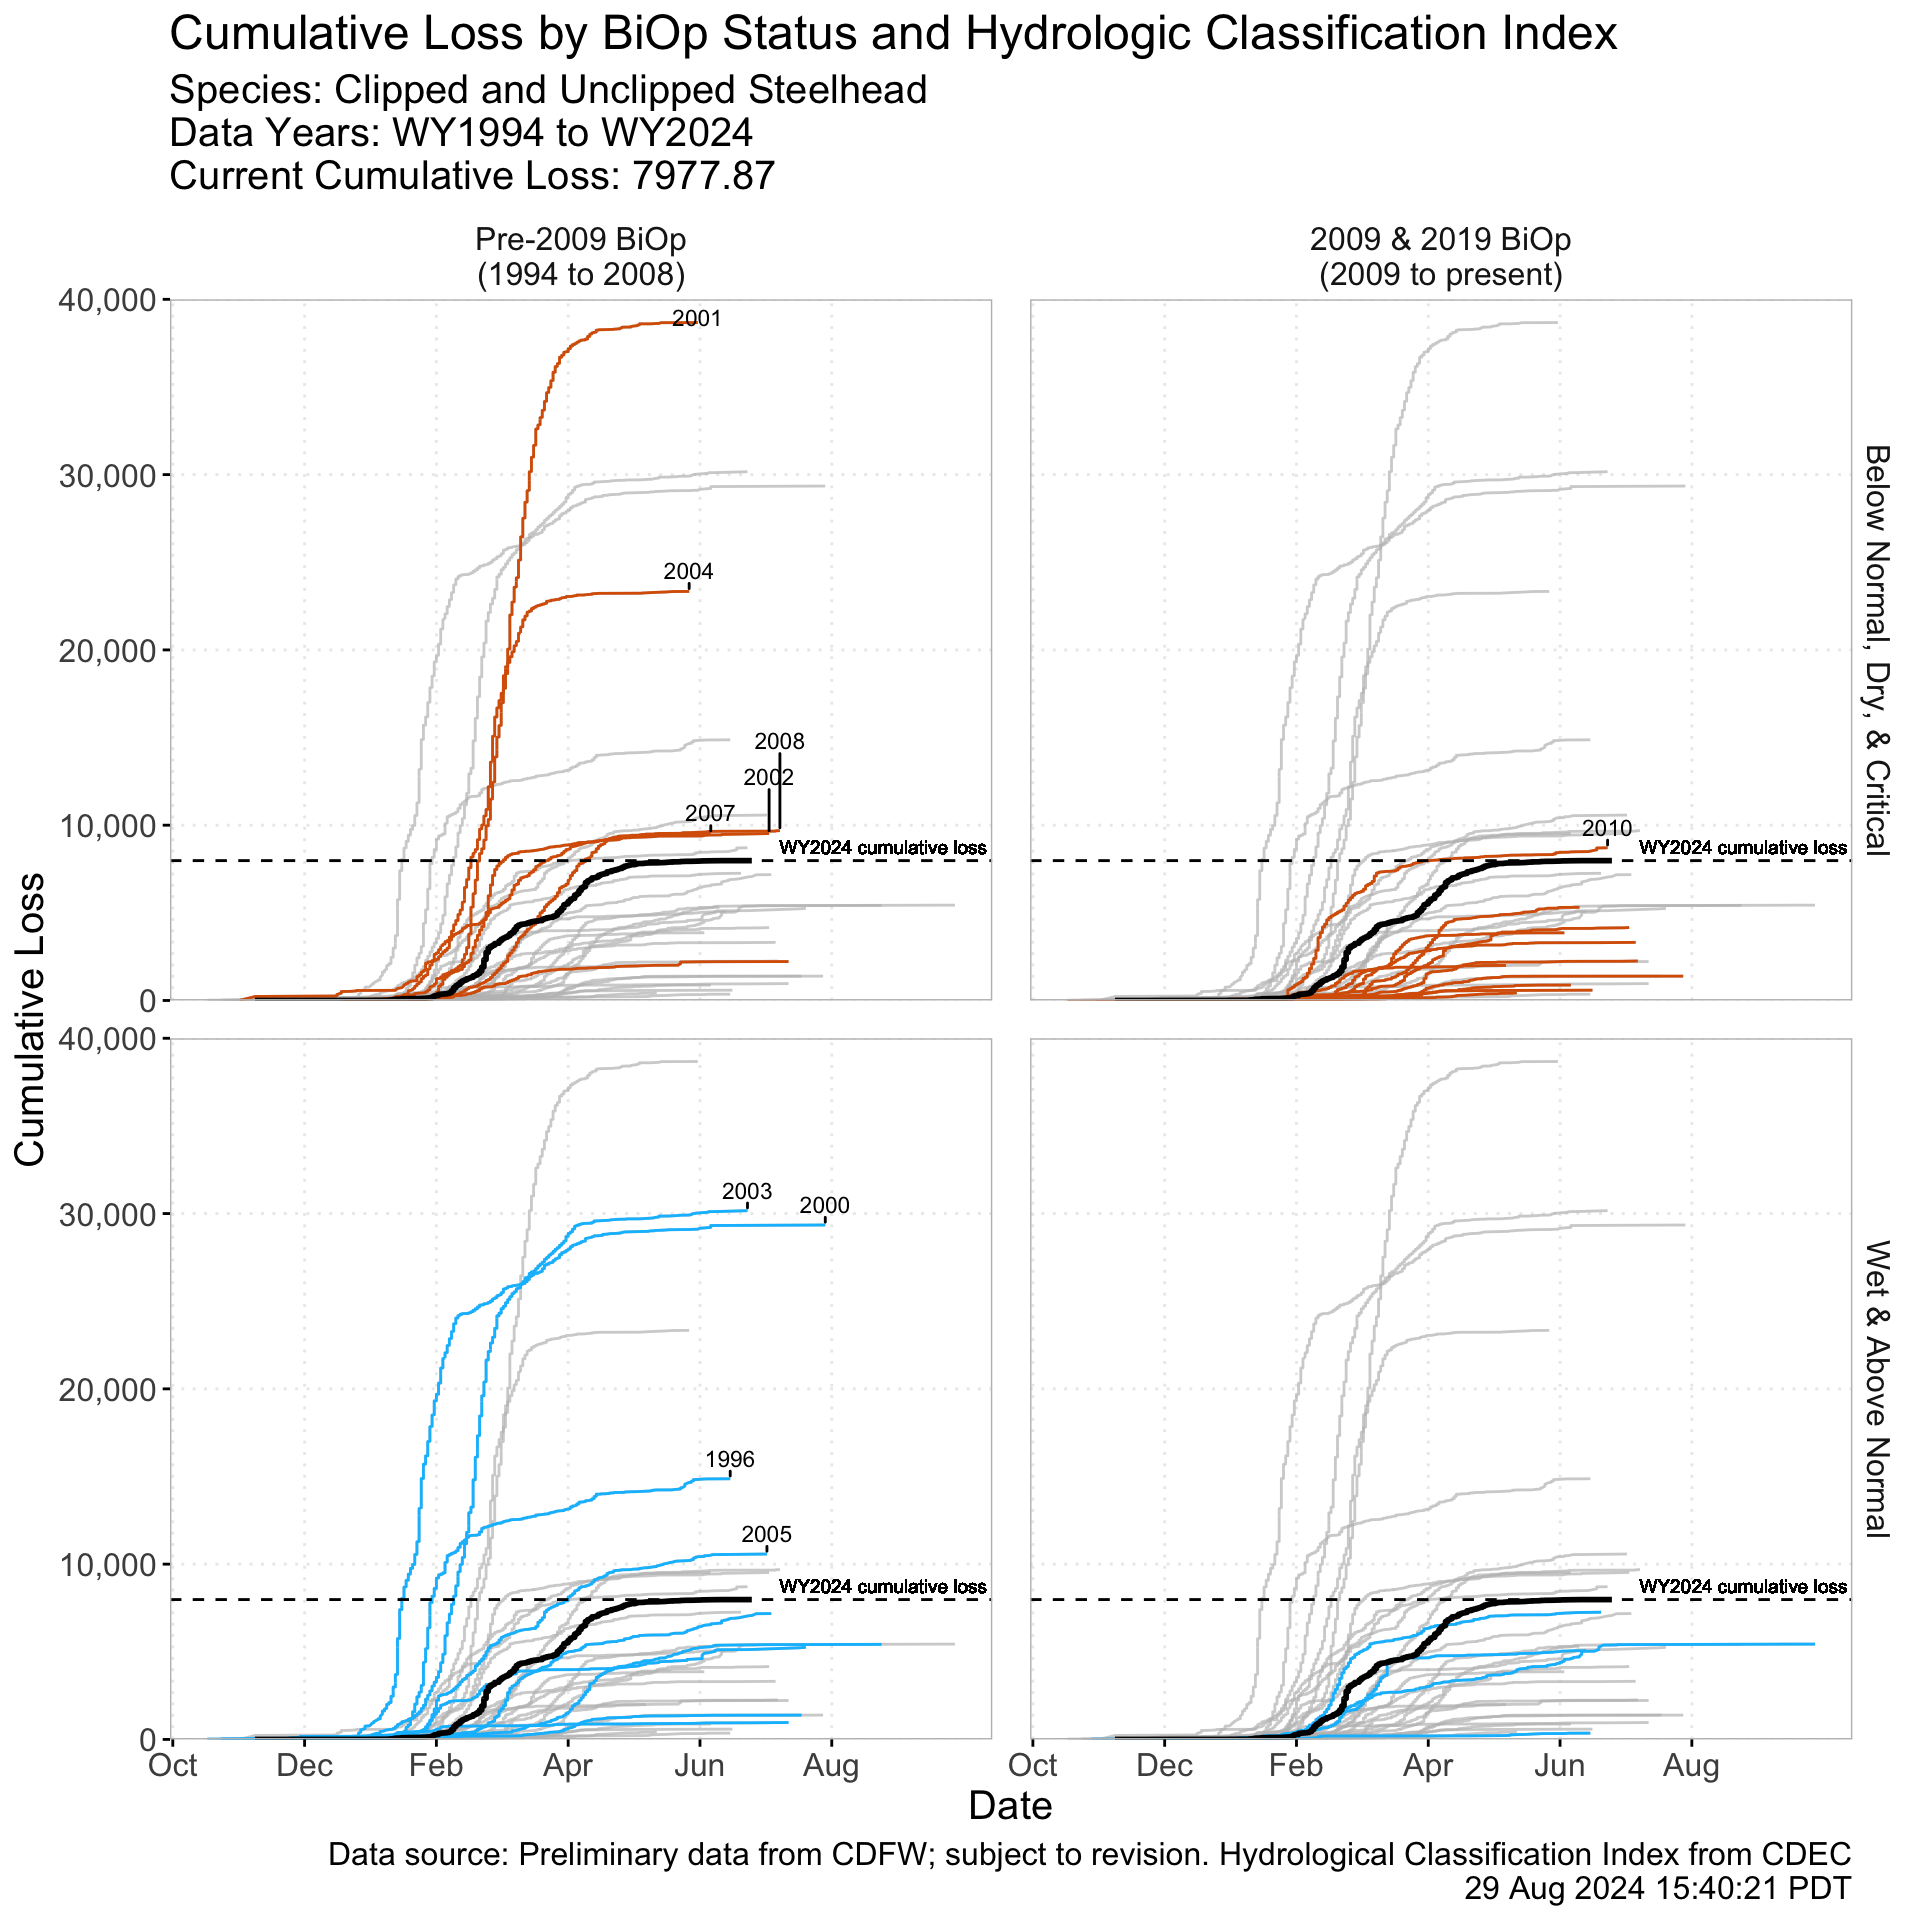 Cumulative Loss by BiOp Status and Hydrologic Classification Index
Species: Clipped and Unclipped Steelhead
Data Years: WY1994 to WY2024
Current Cumulative Loss: 7977.87
Pre-2009 BiOp
(1994 to 2008)
2009 & 2019 BiOp
(2009 to present)
Cumulative Loss
40,000
30,000
20,000
10,000
0
2001
2004
2008
2002
2007
WY2024 cumulative loss
2010
WY2024 cumulative loss
Below Normal, Dry, & Critical
40,000
30,000
20,000
10,000
0
2003
2000
1996
2005
WY2024 cumulative loss
WY2024 cumulative loss
Wet & Above Normal
Oct Dec Feb Apr Jun Aug
Oct Dec Feb Apr Jun Aug
Date
Data source: Preliminary data from CDFW; subject to revision. Hydrological Classification Index from CDEC
29 Aug 2024 15:40:21 PDT